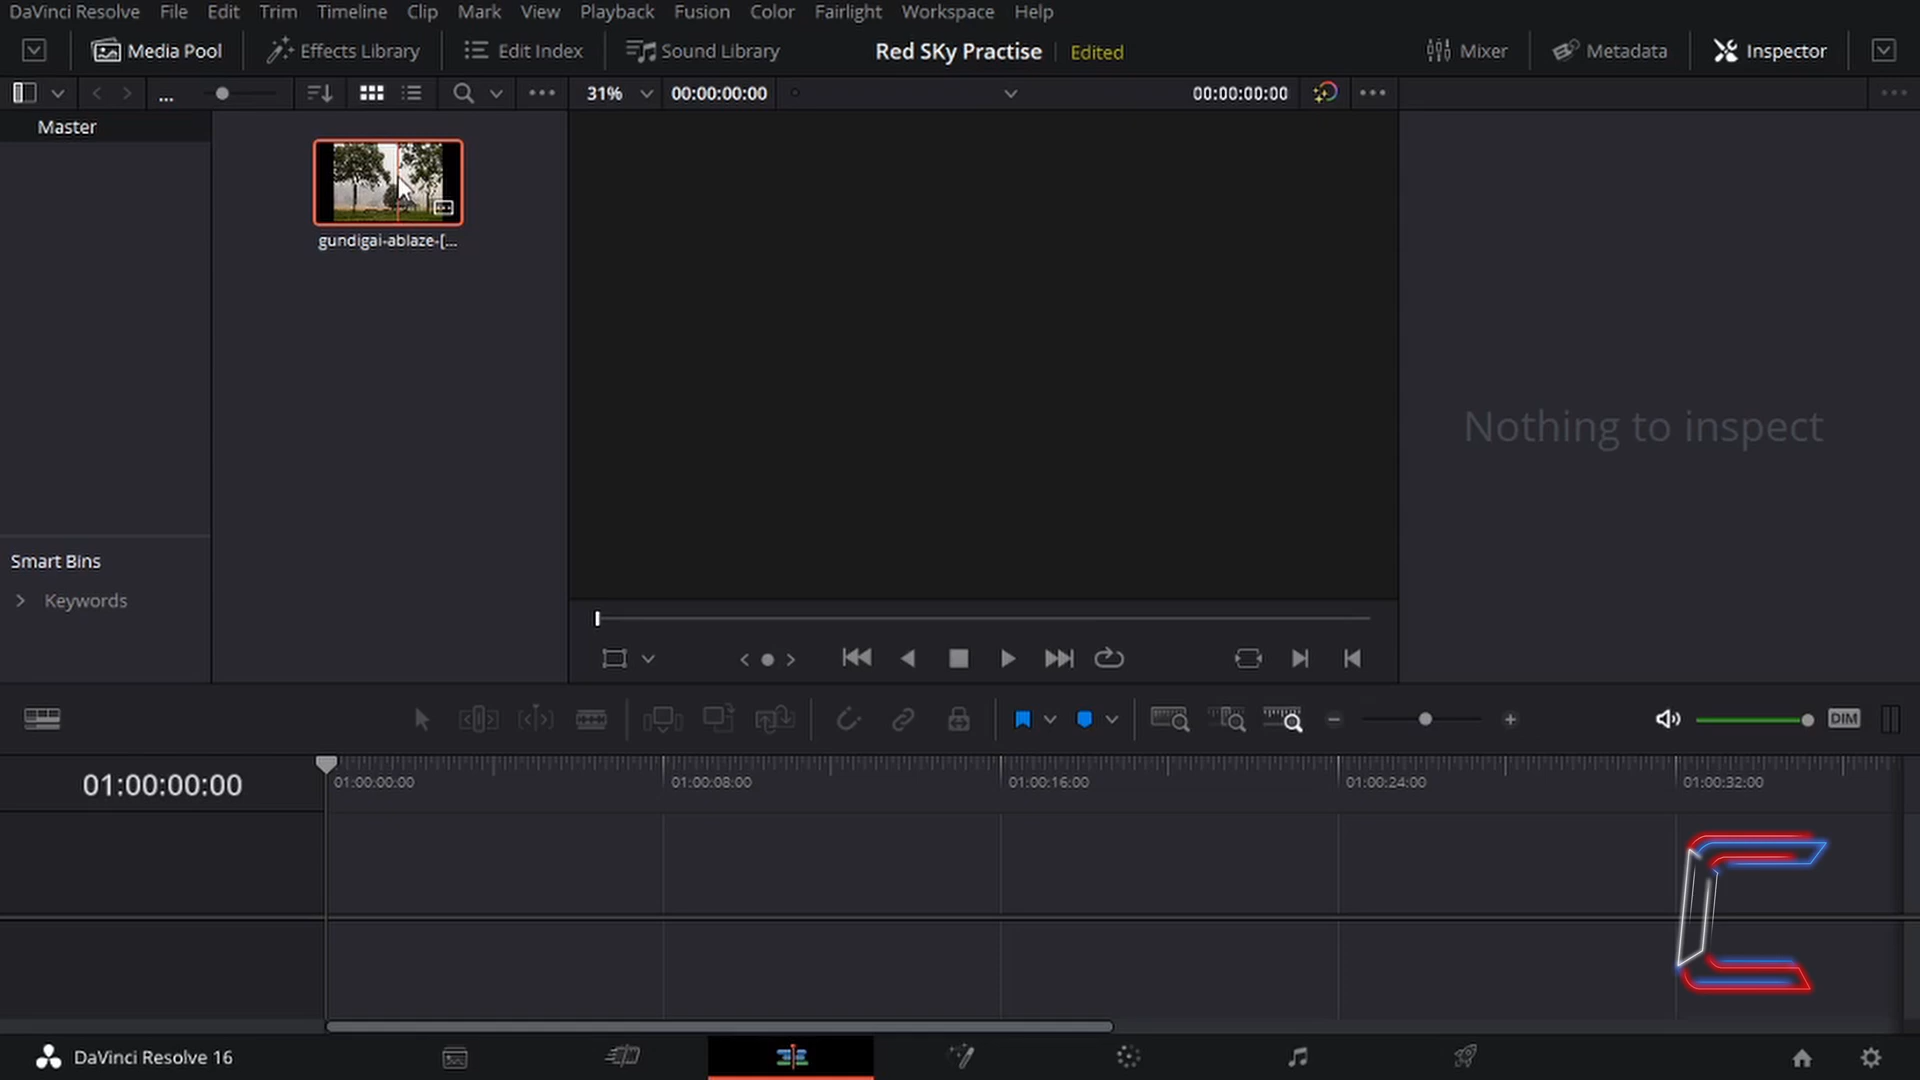 DaVinci Resolve File Edit Trim Timeline Clip Mark View Playback Fusion Color Fairlight Workspace Help
Media Pool Effects Library Edit Index Sound Library Red SKy Practise Edited Mixer Metadata Inspector
... 31% 00:00:00:00 00:00:00:00
Master
gundigai-ablaze-[...
Nothing to inspect
Smart Bins
Keywords
DIM
01:00:00:00 01:00:00:00 01:00:08:00 01:00:16:00 01:00:24:00 01:00:32:00
DaVinci Resolve 16